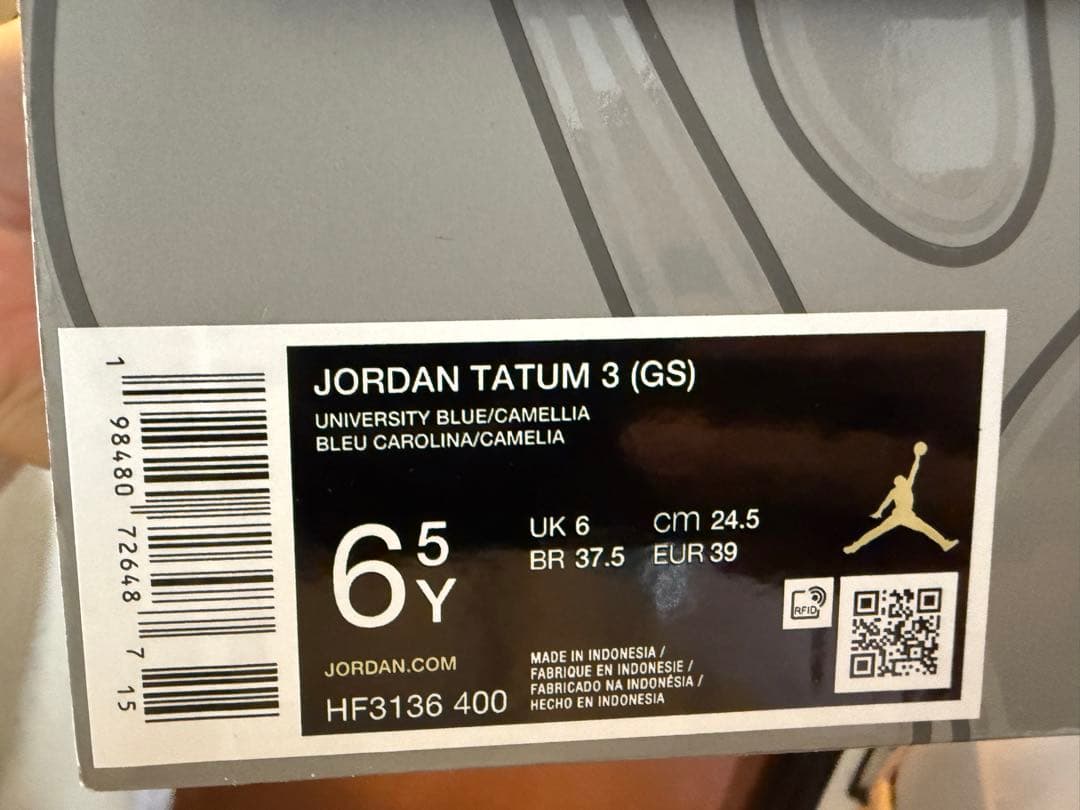 JORDAN TATUM 3 (GS)
UNIVERSITY BLUE/CAMELLIA
BLEU CAROLINA/CAMELIA
6 5 Y
UK 6 cm 24.5
BR 37.5 EUR 39
RFID
JORDAN.COM
HF3136 400
MADE IN INDONESIA /
FABRIQUE EN INDONESIE /
FABRICADO NA INDONÉSIA /
HECHO EN INDONESIA
1 98480 72648 7 15